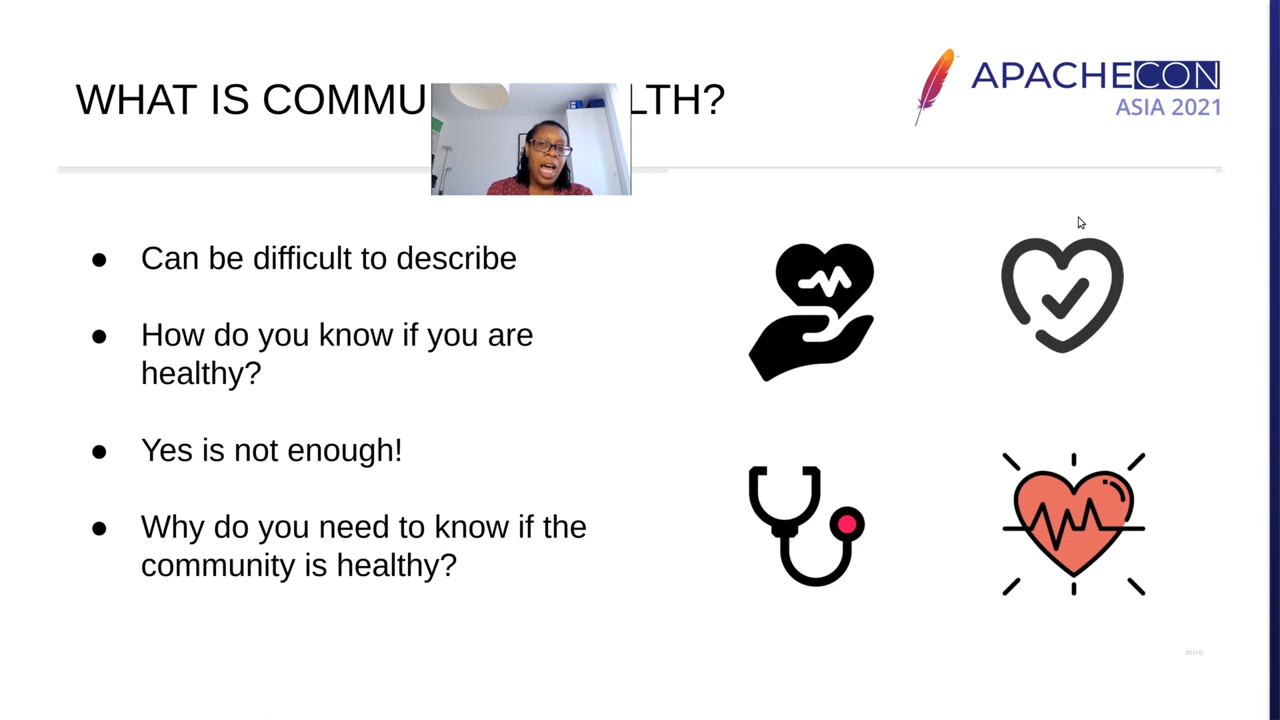 WHAT IS COMMU LTH?
APACHECON
ASIA 2021
● Can be difficult to describe
● How do you know if you are
healthy?
● Yes is not enough!
● Why do you need to know if the
community is healthy?
miro